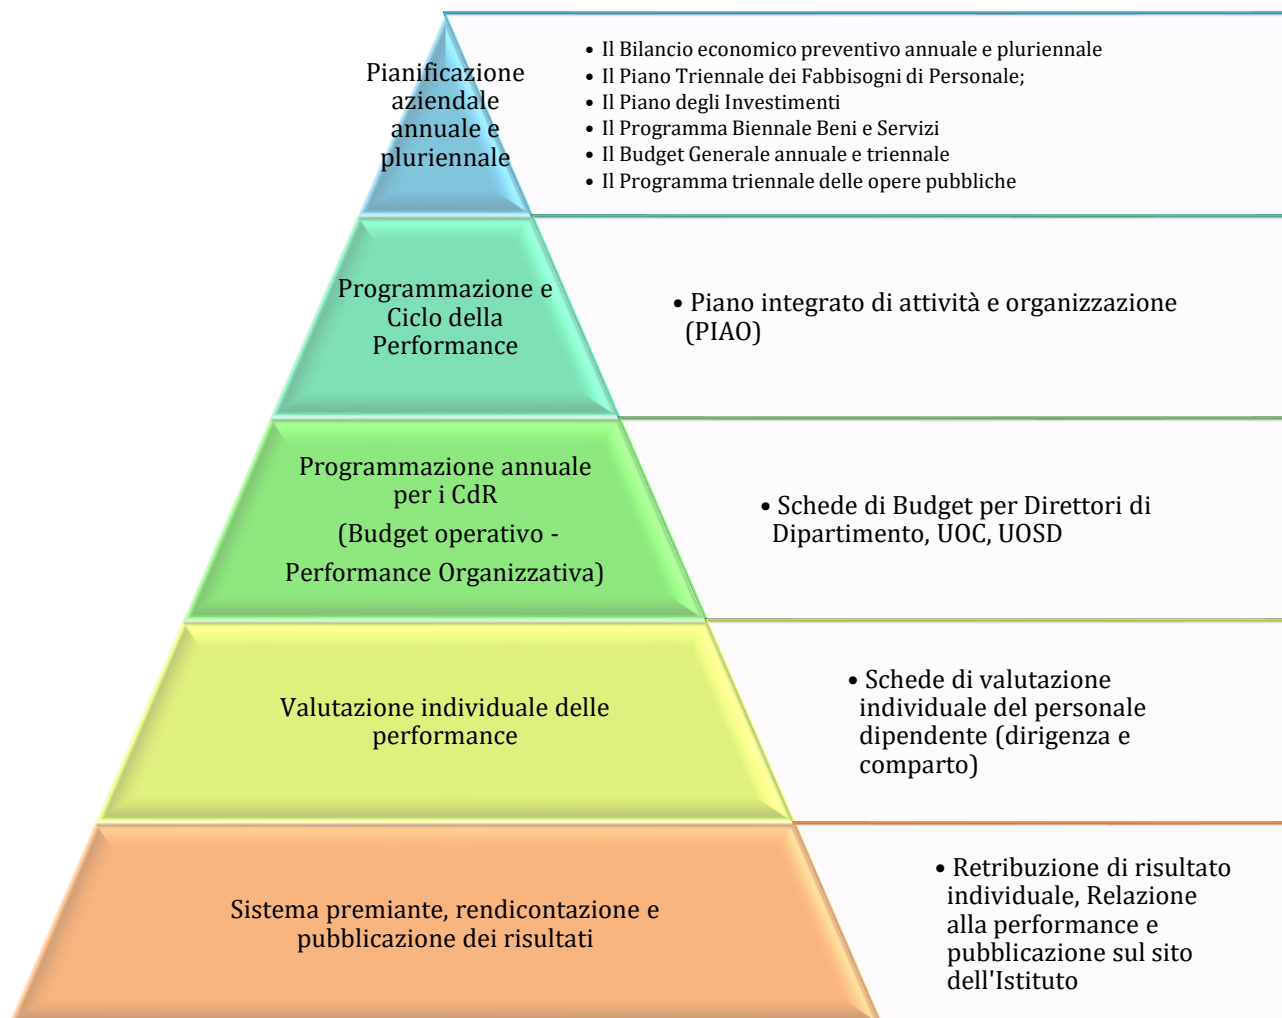 Pianificazione
aziendale
annuale e
pluriennale
• Il Bilancio economico preventivo annuale e pluriennale
• Il Piano Triennale dei Fabbisogni di Personale;
• Il Piano degli Investimenti
• Il Programma Biennale Beni e Servizi
• Il Budget Generale annuale e triennale
• Il Programma triennale delle opere pubbliche
Programmazione e
Ciclo della
Performance
• Piano integrato di attività e organizzazione
(PIAO)
Programmazione annuale
per i CdR
(Budget operativo -
Performance Organizzativa)
• Schede di Budget per Direttori di
Dipartimento, UOC, UOSD
Valutazione individuale delle
performance
• Schede di valutazione
individuale del personale
dipendente (dirigenza e
comparto)
Sistema premiante, rendicontazione e
pubblicazione dei risultati
• Retribuzione di risultato
individuale, Relazione
alla performance e
pubblicazione sul sito
dell'Istituto